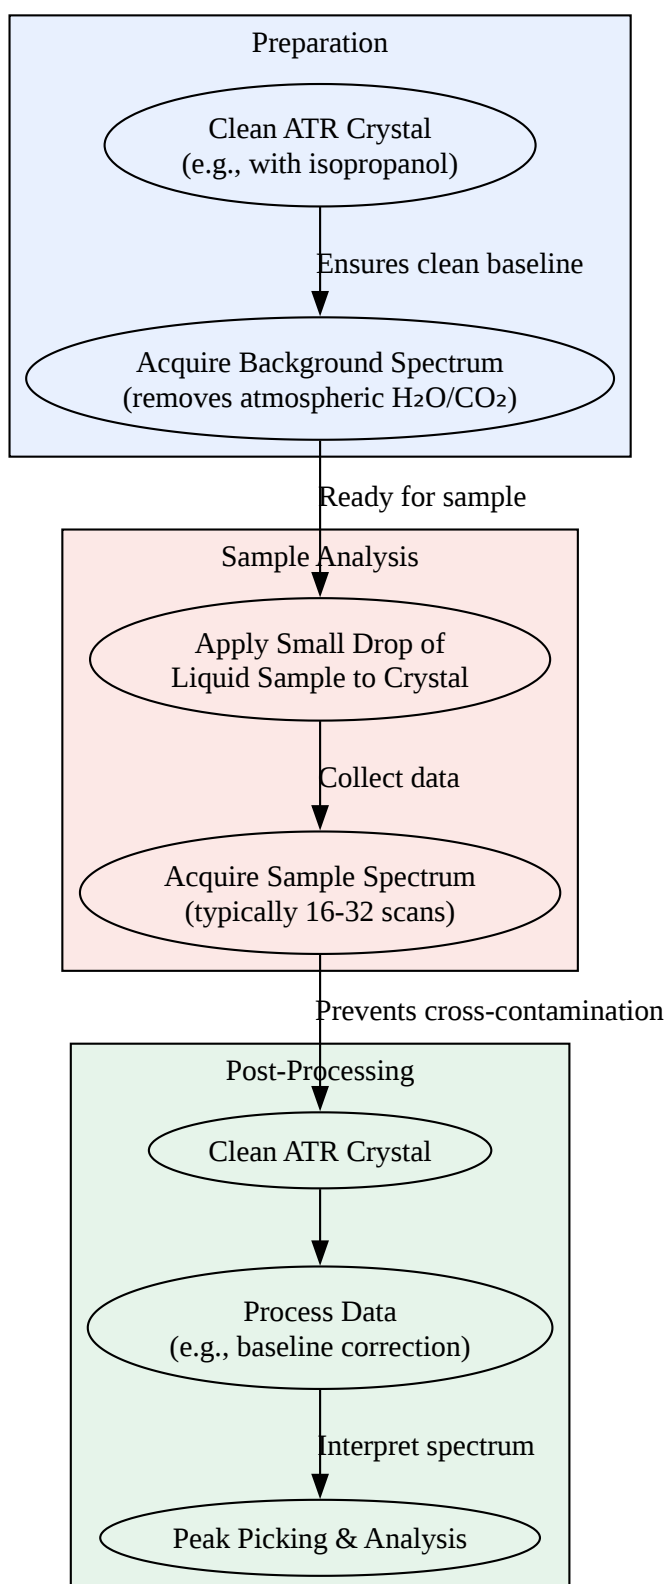 Preparation
Clean ATR Crystal
(e.g., with isopropanol)
Ensures clean baseline
Acquire Background Spectrum
(removes atmospheric H₂O/CO₂)
Ready for sample
Sample Analysis
Apply Small Drop of
Liquid Sample to Crystal
Collect data
Acquire Sample Spectrum
(typically 16-32 scans)
Prevents cross-contamination
Post-Processing
Clean ATR Crystal
Process Data
(e.g., baseline correction)
Interpret spectrum
Peak Picking & Analysis